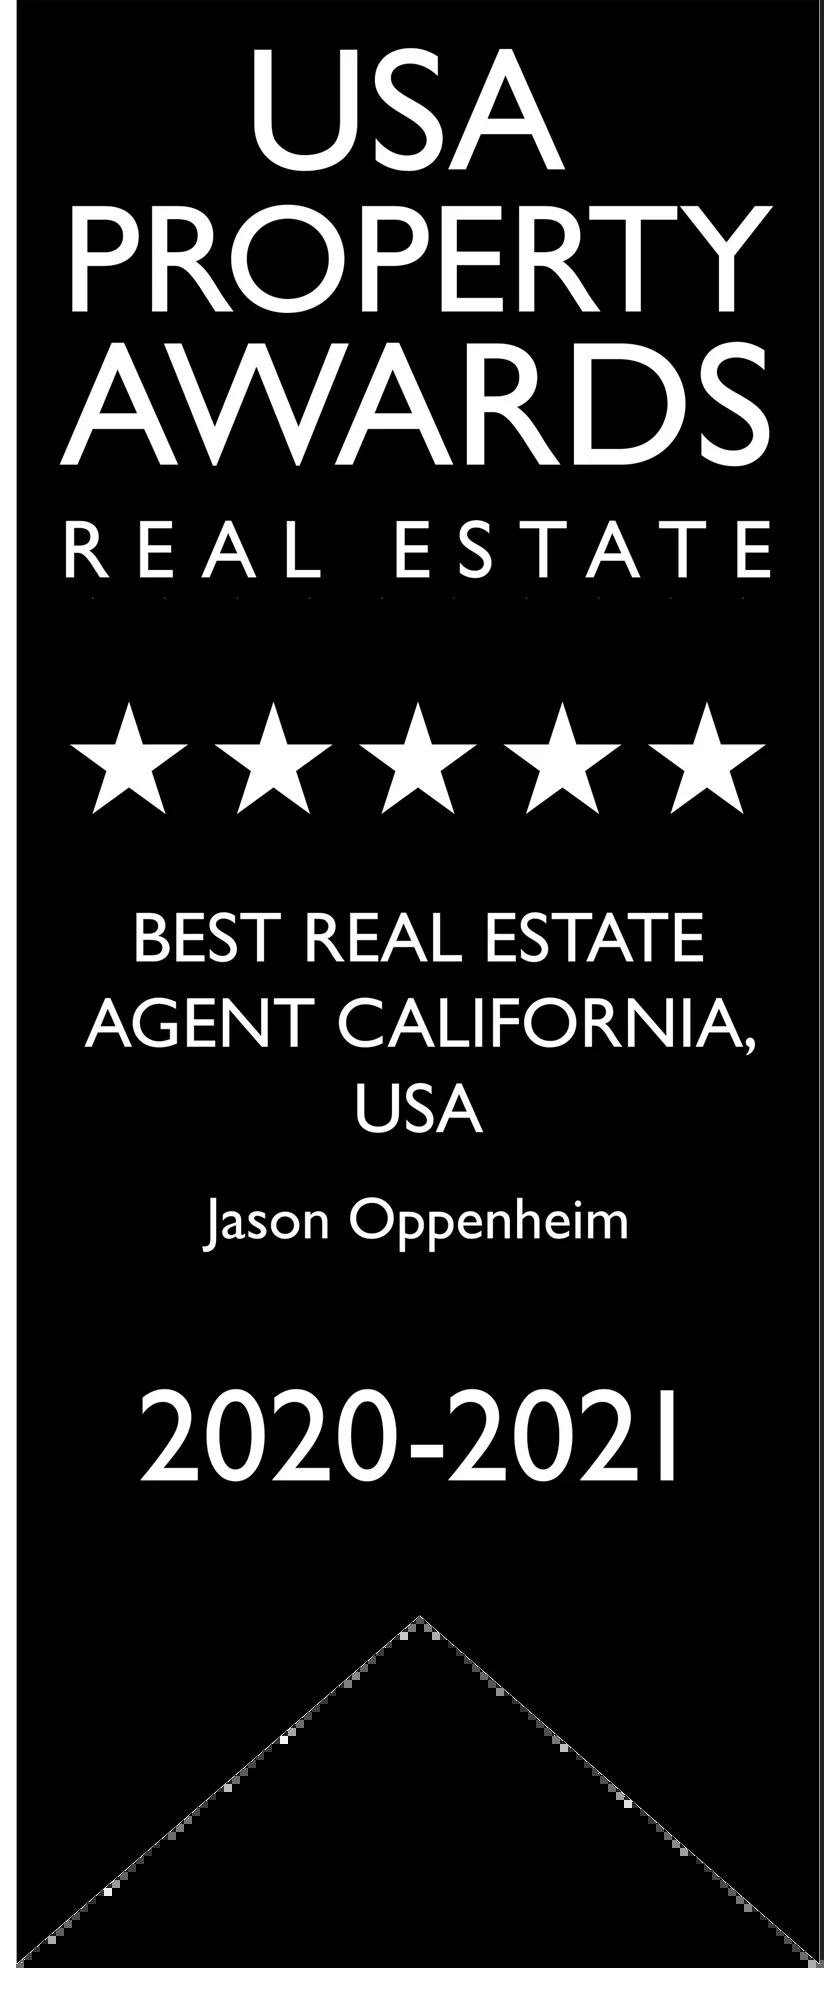 USA
PROPERTY
AWARDS
REAL ESTATE
BEST REAL ESTATE
AGENT CALIFORNIA,
USA
Jason Oppenheim
2020-2021